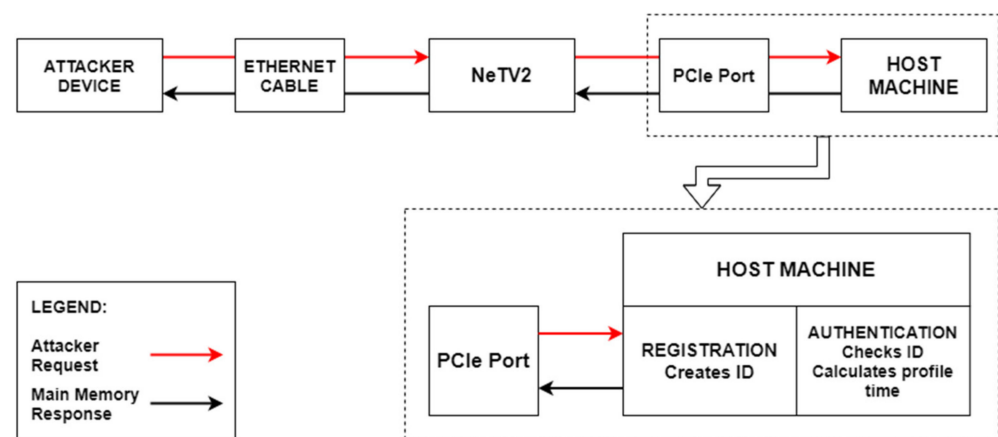 ATTACKER
DEVICE
ETHERNET
CABLE
NeTV2
PCIe Port
HOST
MACHINE
HOST MACHINE
PCIe Port
REGISTRATION
Creates ID
AUTHENTICATION
Checks ID
Calculates profile
time
LEGEND:
Attacker
Request
Main Memory
Response